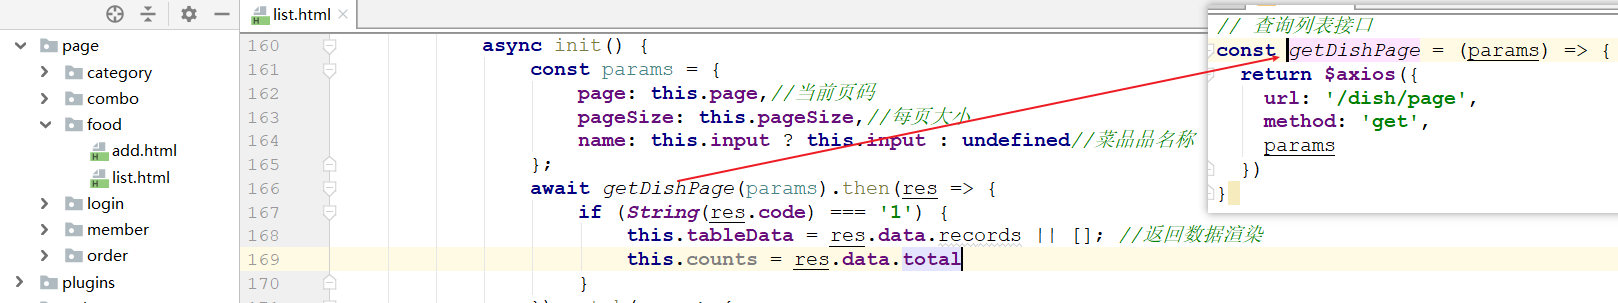 page
category
combo
food
add.html
list.html
login
member
order
plugins
list.html
160 async init() {
161 const params = {
162 page: this.page,//当前页码
163 pageSize: this.pageSize,//每页大小
164 name: this.input ? this.input : undefined//菜品品名称
165 };
166 await getDishPage(params).then(res => {
167 if (String(res.code) === '1') {
168 this.tableData = res.data.records || []; //返回数据渲染
169 this.counts = res.data.total
170 }
// 查询列表接口
const getDishPage = (params) => {
return $axios({
url: '/dish/page',
method: 'get',
params
})
}